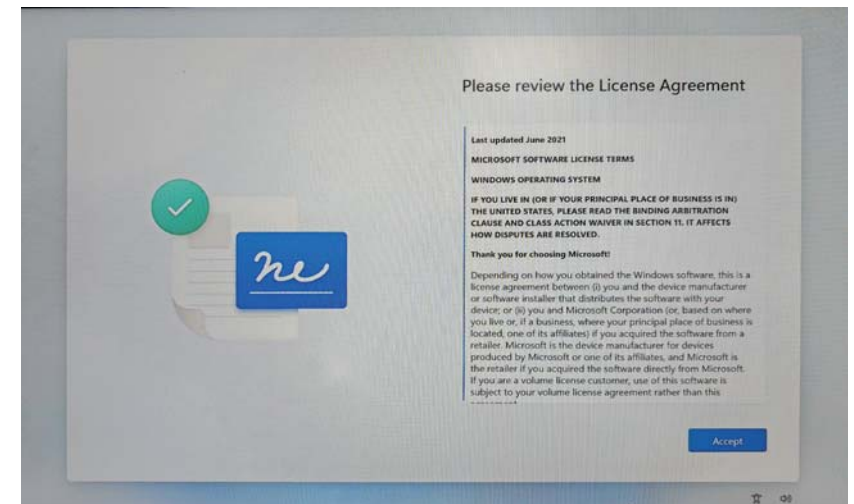 Please review the License Agreement
Last updated June 2021
MICROSOFT SOFTWARE LICENSE TERMS
WINDOWS OPERATING SYSTEM
IF YOU LIVE IN (OR IF YOUR PRINCIPAL PLACE OF BUSINESS IS IN)
THE UNITED STATES, PLEASE READ THE BINDING ARBITRATION
CLAUSE AND CLASS ACTION WAIVER IN SECTION 11. IT AFFECTS
HOW DISPUTES ARE RESOLVED.
Thank you for choosing Microsoft!
Depending on how you obtained the Windows software, this is a
license agreement between (i) you and the device manufacturer
or software installer that distributes the software with your
device; or (ii) you and Microsoft Corporation (or, based on where
you live or, if a business, where your principal place of business is
located, one of its affiliates) if you acquired the software from a
retailer. Microsoft is the device manufacturer for devices
produced by Microsoft or one of its affiliates, and Microsoft is
the retailer if you acquired the software directly from Microsoft.
If you are a volume license customer, use of this software is
subject to your volume license agreement rather than this
Accept